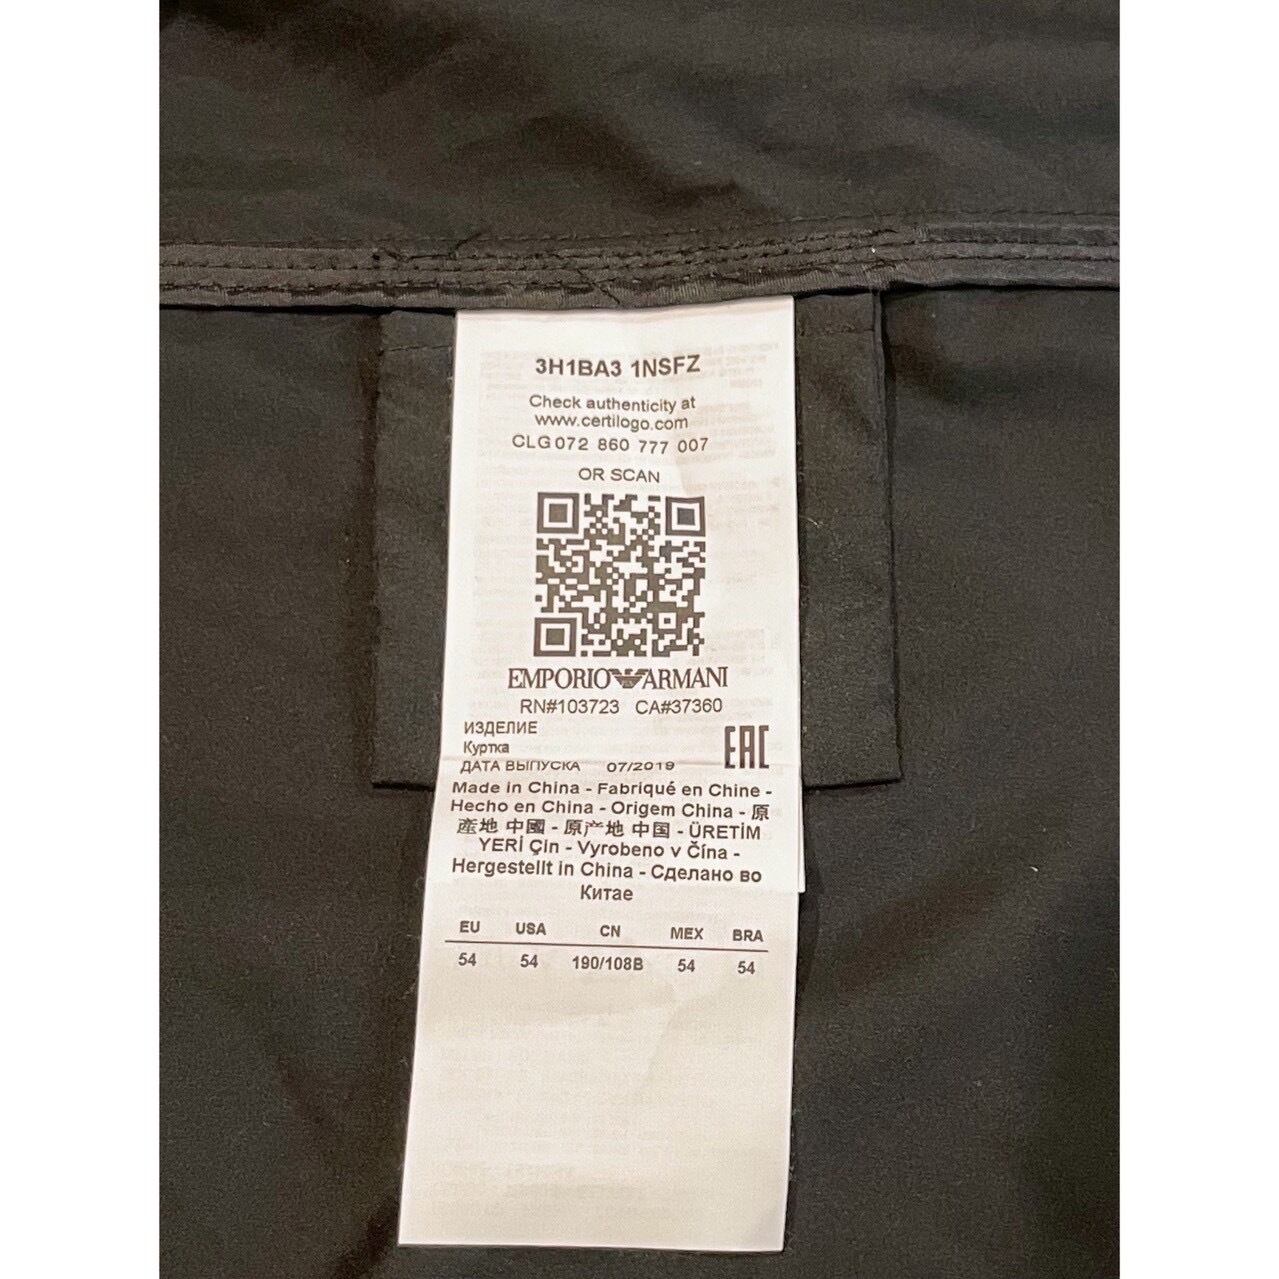 3H1BA3 1NSFZ
Check authenticity at
www.certilogo.com
CLG 072 860 777 007
OR SCAN
EMPORIO ARMANI
RN#103723 CA#37360
ИЗДЕЛИЕ
Куртка
EAC
ДАТА ВЫПУСКА 07/2019
Made in China - Fabriqué en Chine -
Hecho en China - Origem China - 原
產地 中國 - 原产地 中国 - ÜRETİM
YERİ Çin - Vyrobeno v Čína -
Hergestellt in China - Сделано во
Китае
EU USA CN MEX BRA
54 54 190/108B 54 54